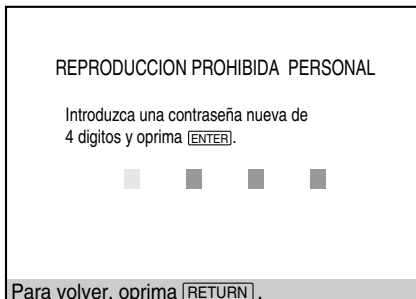 REPRODUCCION PROHIBIDA PERSONAL
Introduzca una contraseña nueva de
4 digitos y oprima ENTER.
Para volver, oprima RETURN.